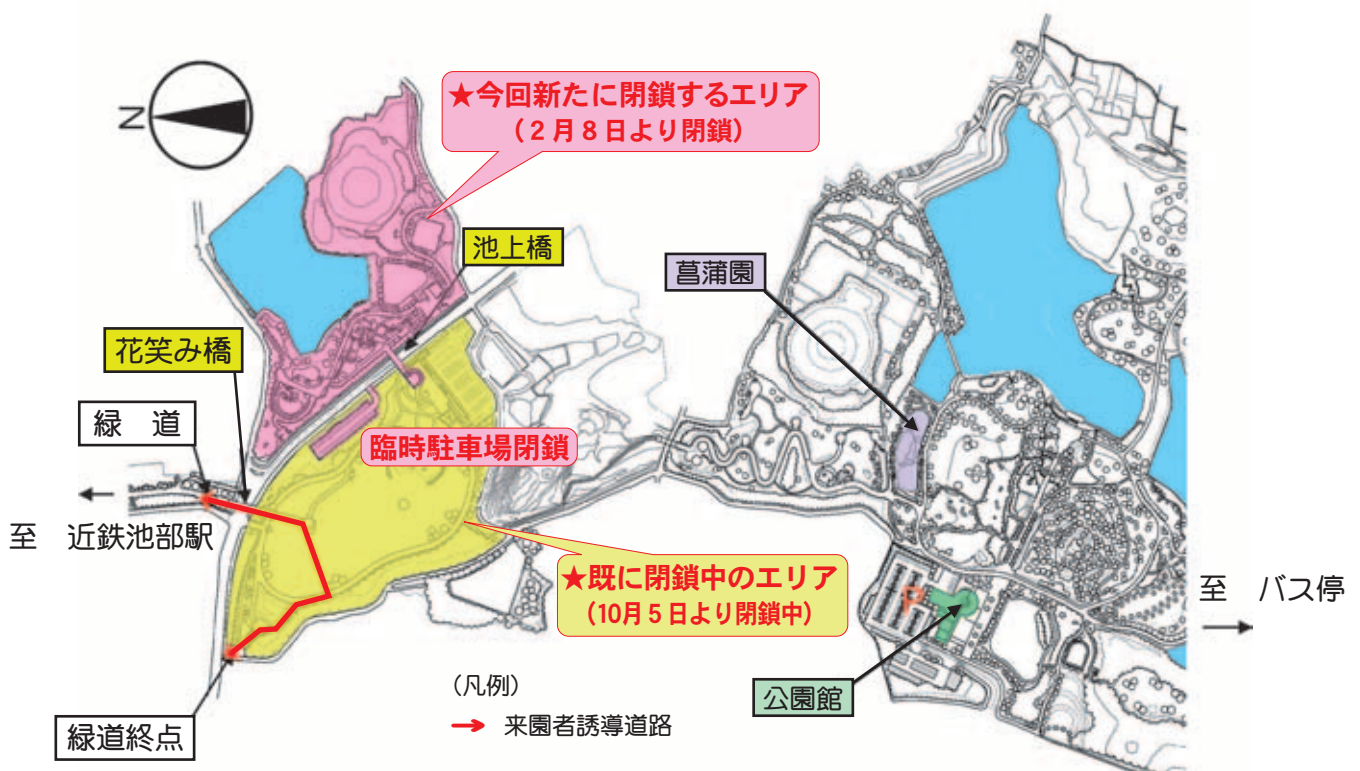 N
★今回新たに閉鎖するエリア
（２月８日より閉鎖）
池上橋
菖蒲園
花笑み橋
緑　道
臨時駐車場閉鎖
至　近鉄池部駅
★既に閉鎖中のエリア
（10月５日より閉鎖中）
P
至　バス停
（凡例）
来園者誘導道路
公園館
緑道終点